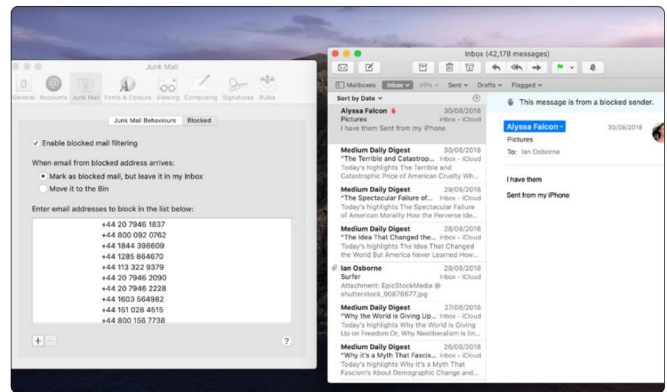 Junk Mail
General Accounts Junk Mail Fonts & Colours Viewing Composing Signatures Rules
Junk Mail Behaviours Blocked
Enable blocked mail filtering
When email from blocked address arrives:
Mark as blocked mail, but leave it in my Inbox
Move it to the Bin
Enter email addresses to block in the list below:
+44 20 7946 1837
+44 800 092 0762
+44 1844 398609
+44 1285 864670
+44 113 322 9379
+44 20 7946 2090
+44 20 7946 2228
+44 1603 564982
+44 151 028 4515
+44 800 156 7738
+ −
?
Inbox (42,178 messages)
Mailboxes Inbox VIPs Sent Drafts Flagged
Sort by Date
Alyssa Falcon 30/08/2018
Pictures Inbox - iCloud
I have them Sent from my iPhone
Medium Daily Digest 30/08/2018
"The Terrible and Catastrop... Inbox - iCloud
Today's highlights The Terrible and
Catastrophic Price of American Cruelty Wh...
Medium Daily Digest 29/08/2018
"The Spectacular Failure of... Inbox - iCloud
Today's highlights The Spectacular Failure
of American Morality How the Perverse Ide...
Medium Daily Digest 28/08/2018
"The Idea That Changed the... Inbox - iCloud
Today's highlights The Idea That Changed
the World But America Never Learned How...
Ian Osborne 28/08/2018
Surfer Inbox - iCloud
Attachment: EpicStockMedia @
shutterstock_90876677.jpg
Medium Daily Digest 27/08/2018
"Why the World is Giving Up... Inbox - iCloud
Today's highlights Why the World is Giving
Up on Freedom Or, Why Neoliberalism is En...
Medium Daily Digest 26/08/2018
"Why it's a Myth That Fascis... Inbox - iCloud
Today's highlights Why it's a Myth That
Fascism's About Demographic Change and...
This message is from a blocked sender.
Alyssa Falcon 30/08/2018
Pictures
To: Ian Osborne
I have them
Sent from my iPhone